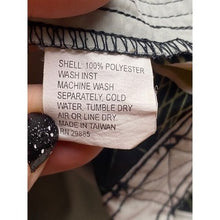 SHELL: 100% POLYESTER
WASH INST
MACHINE WASH
SEPARATELY, COLD
WATER, TUMBLE DRY
AIR OR LINE DRY
MADE IN TAIWAN
RN 29885